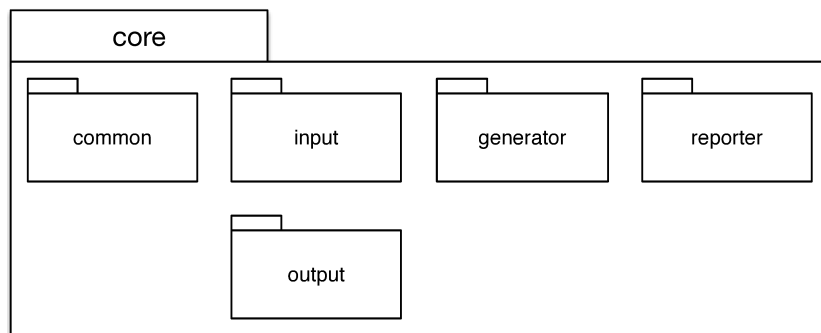 core
common
input
generator
reporter
output